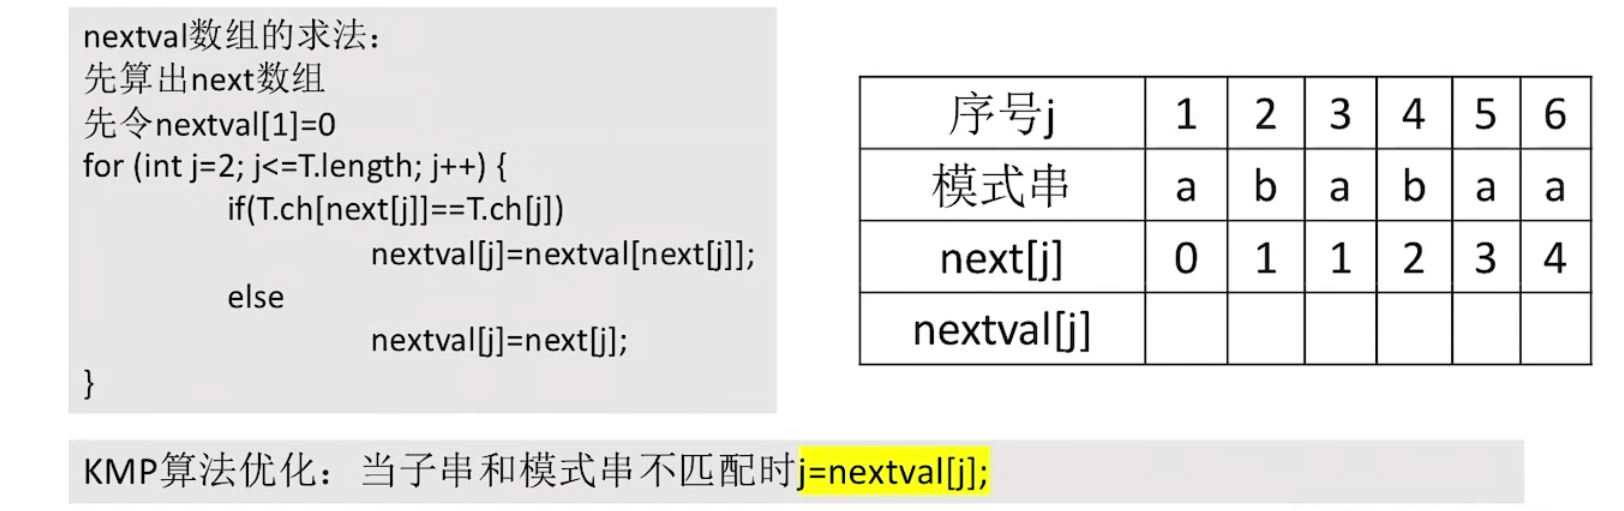 nextval数组的求法：
先算出next数组
先令nextval[1]=0
for (int j=2; j<=T.length; j++) {
if(T.ch[next[j]]==T.ch[j])
nextval[j]=nextval[next[j]];
else
nextval[j]=next[j];
}
序号j 1 2 3 4 5 6
模式串 a b a b a a
next[j] 0 1 1 2 3 4
nextval[j]
KMP算法优化：当子串和模式串不匹配时j=nextval[j];